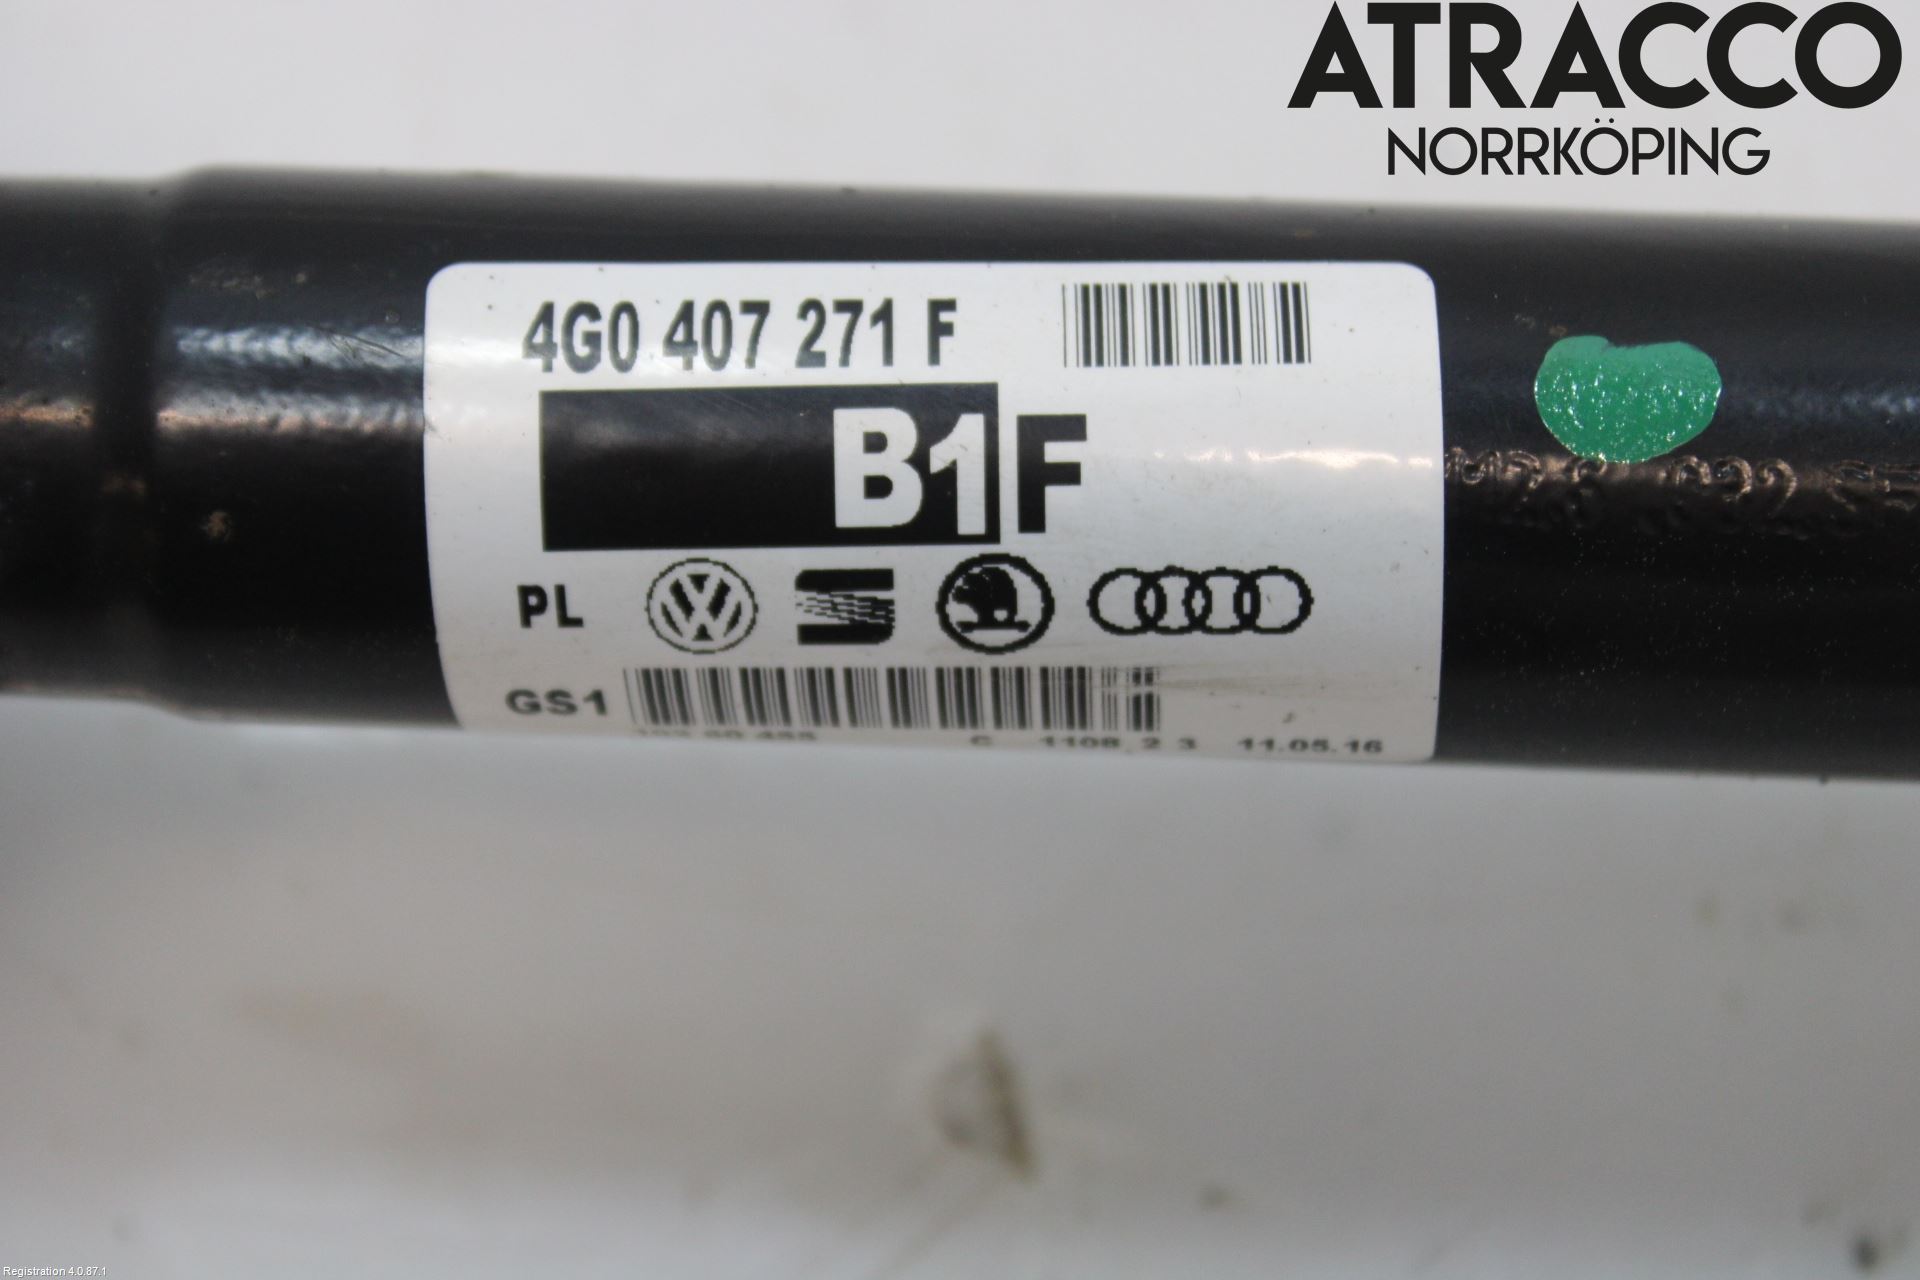 ATRACCO
NORRKÖPING
4G0 407 271 F
B1F
PL
GS1
455 C 1108 2 3 11.05.16
Registration 4.0.87.1